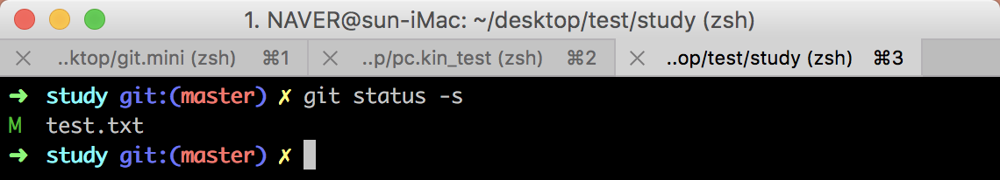 1. NAVER@sun-iMac: ~/desktop/test/study (zsh)
..ktop/git.mini (zsh) ⌘1 ..p/pc.kin_test (zsh) ⌘2 ..op/test/study (zsh) ⌘3
➜ study git:(master) ✗ git status -s
M test.txt
➜ study git:(master) ✗